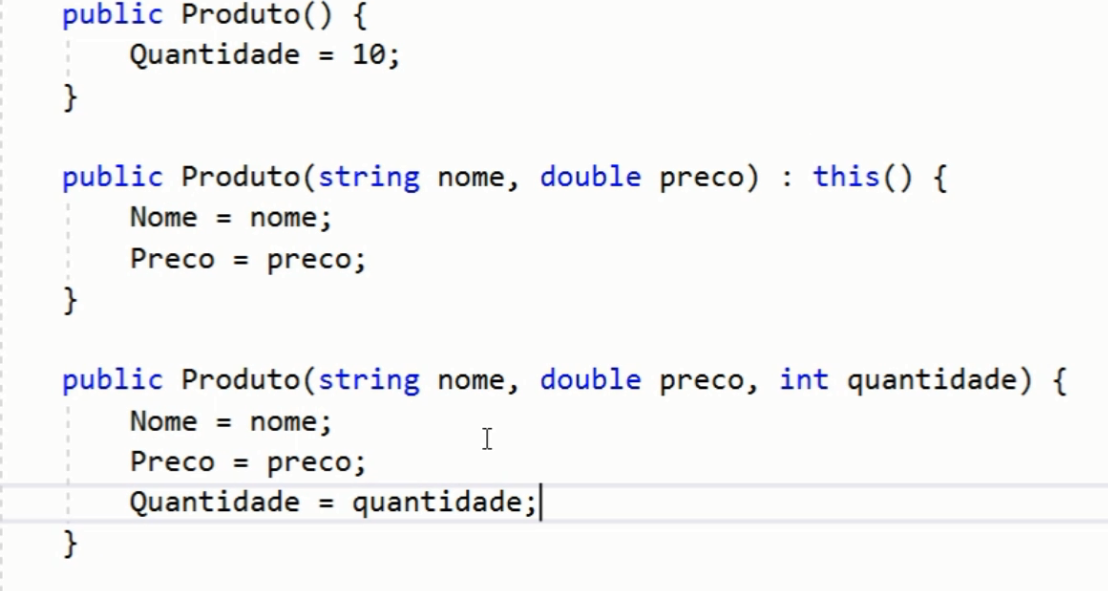 public Produto() {
Quantidade = 10;
}
public Produto(string nome, double preco) : this() {
Nome = nome;
Preco = preco;
}
public Produto(string nome, double preco, int quantidade) {
Nome = nome;
Preco = preco;
Quantidade = quantidade;
}